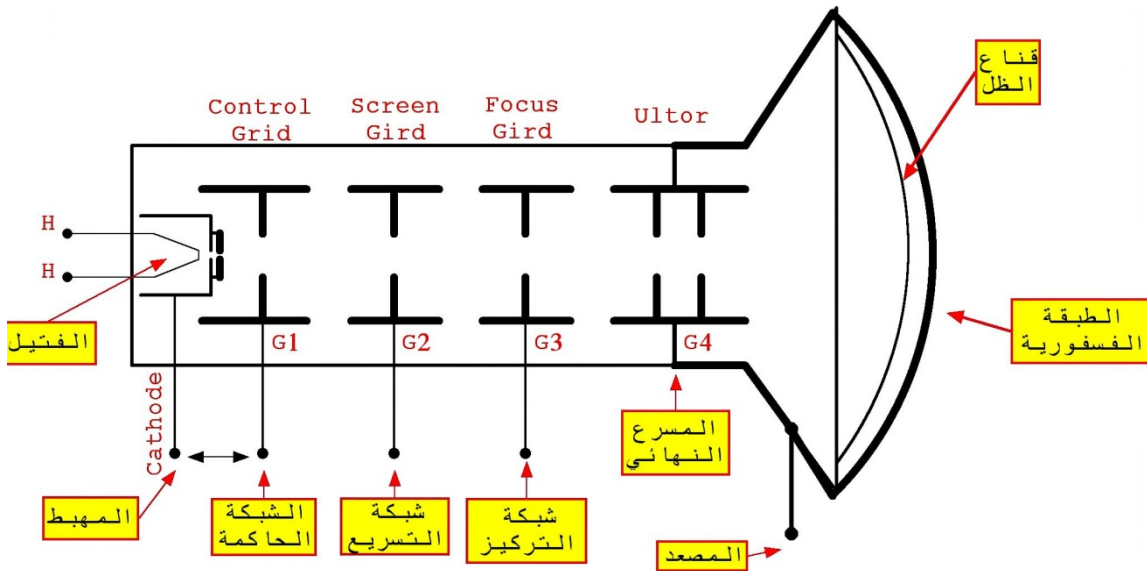 قناع
الظل
Control
Grid
Screen
Gird
Focus
Gird
Ultor
H
H
الفتيل
G1
G2
G3
G4
الطبقة
الفسفورية
Cathode
المسرع
النهائي
المهبط
الشبكة
الحاكمة
شبكة
التسريع
شبكة
التركيز
المصعد